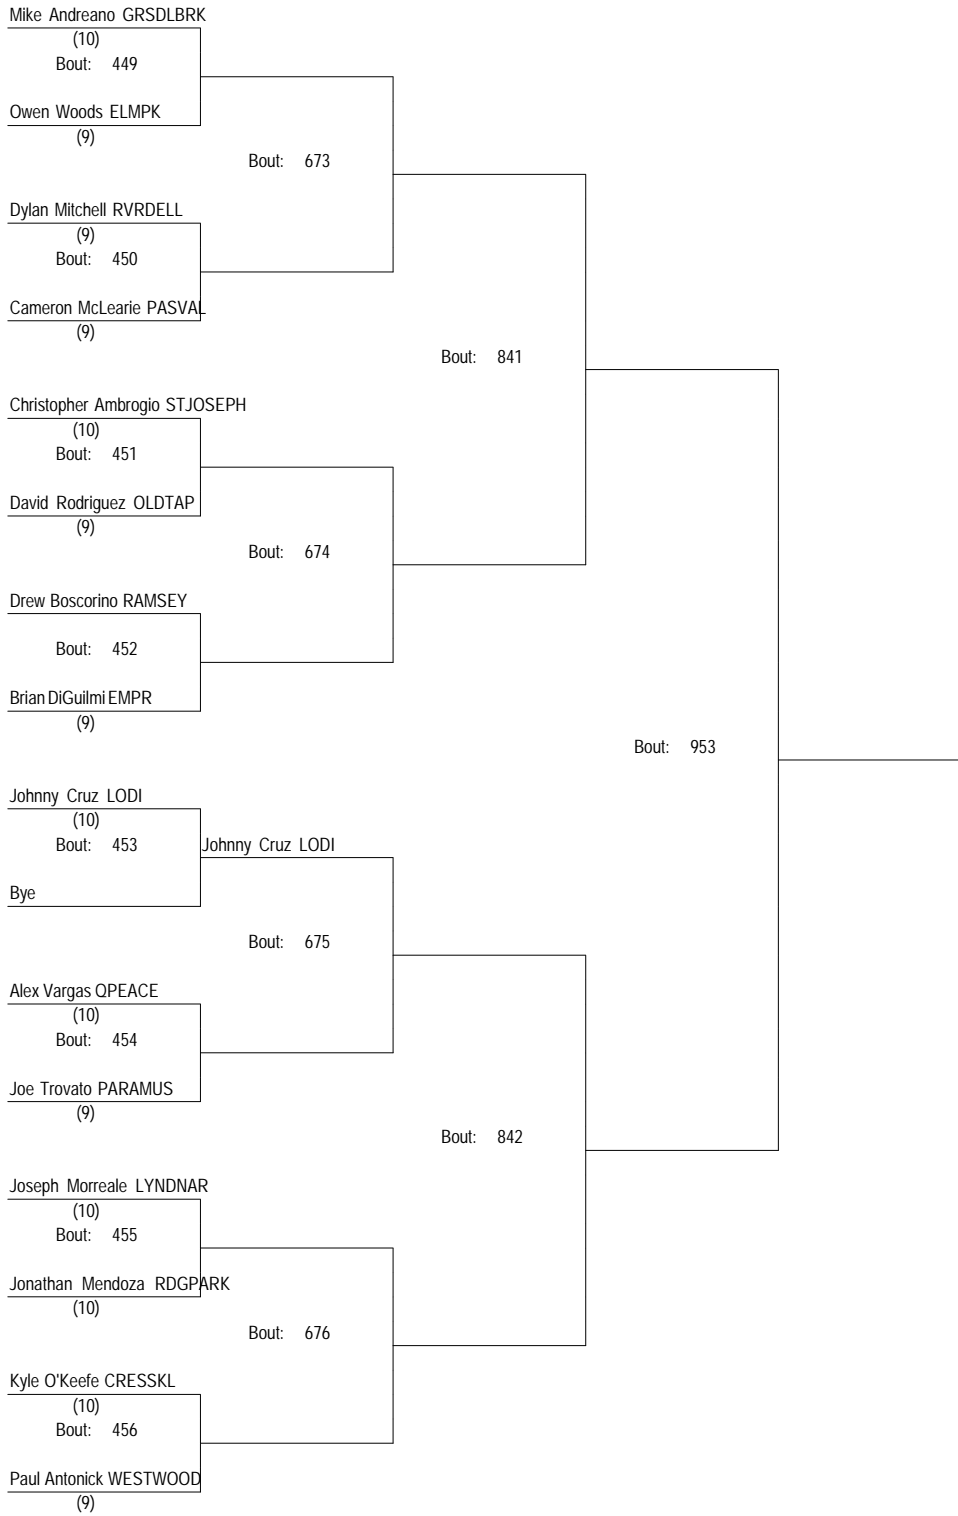 Mike Andreano GRSDLBRK
(10)
Bout: 449
Owen Woods ELMPK
(9)
Bout: 673
Dylan Mitchell RVRDELL
(9)
Bout: 450
Cameron McLearie PASVAL
(9)
Bout: 841
Christopher Ambrogio STJOSEPH
(10)
Bout: 451
David Rodriguez OLDTAP
(9)
Bout: 674
Drew Boscorino RAMSEY
Bout: 452
Brian DiGuilmi EMPR
(9)
Bout: 953
Johnny Cruz LODI
(10)
Bout: 453
Johnny Cruz LODI
Bye
Bout: 675
Alex Vargas QPEACE
(10)
Bout: 454
Joe Trovato PARAMUS
(9)
Bout: 842
Joseph Morreale LYNDNAR
(10)
Bout: 455
Jonathan Mendoza RDGPARK
(10)
Bout: 676
Kyle O'Keefe CRESSKL
(10)
Bout: 456
Paul Antonick WESTWOOD
(9)